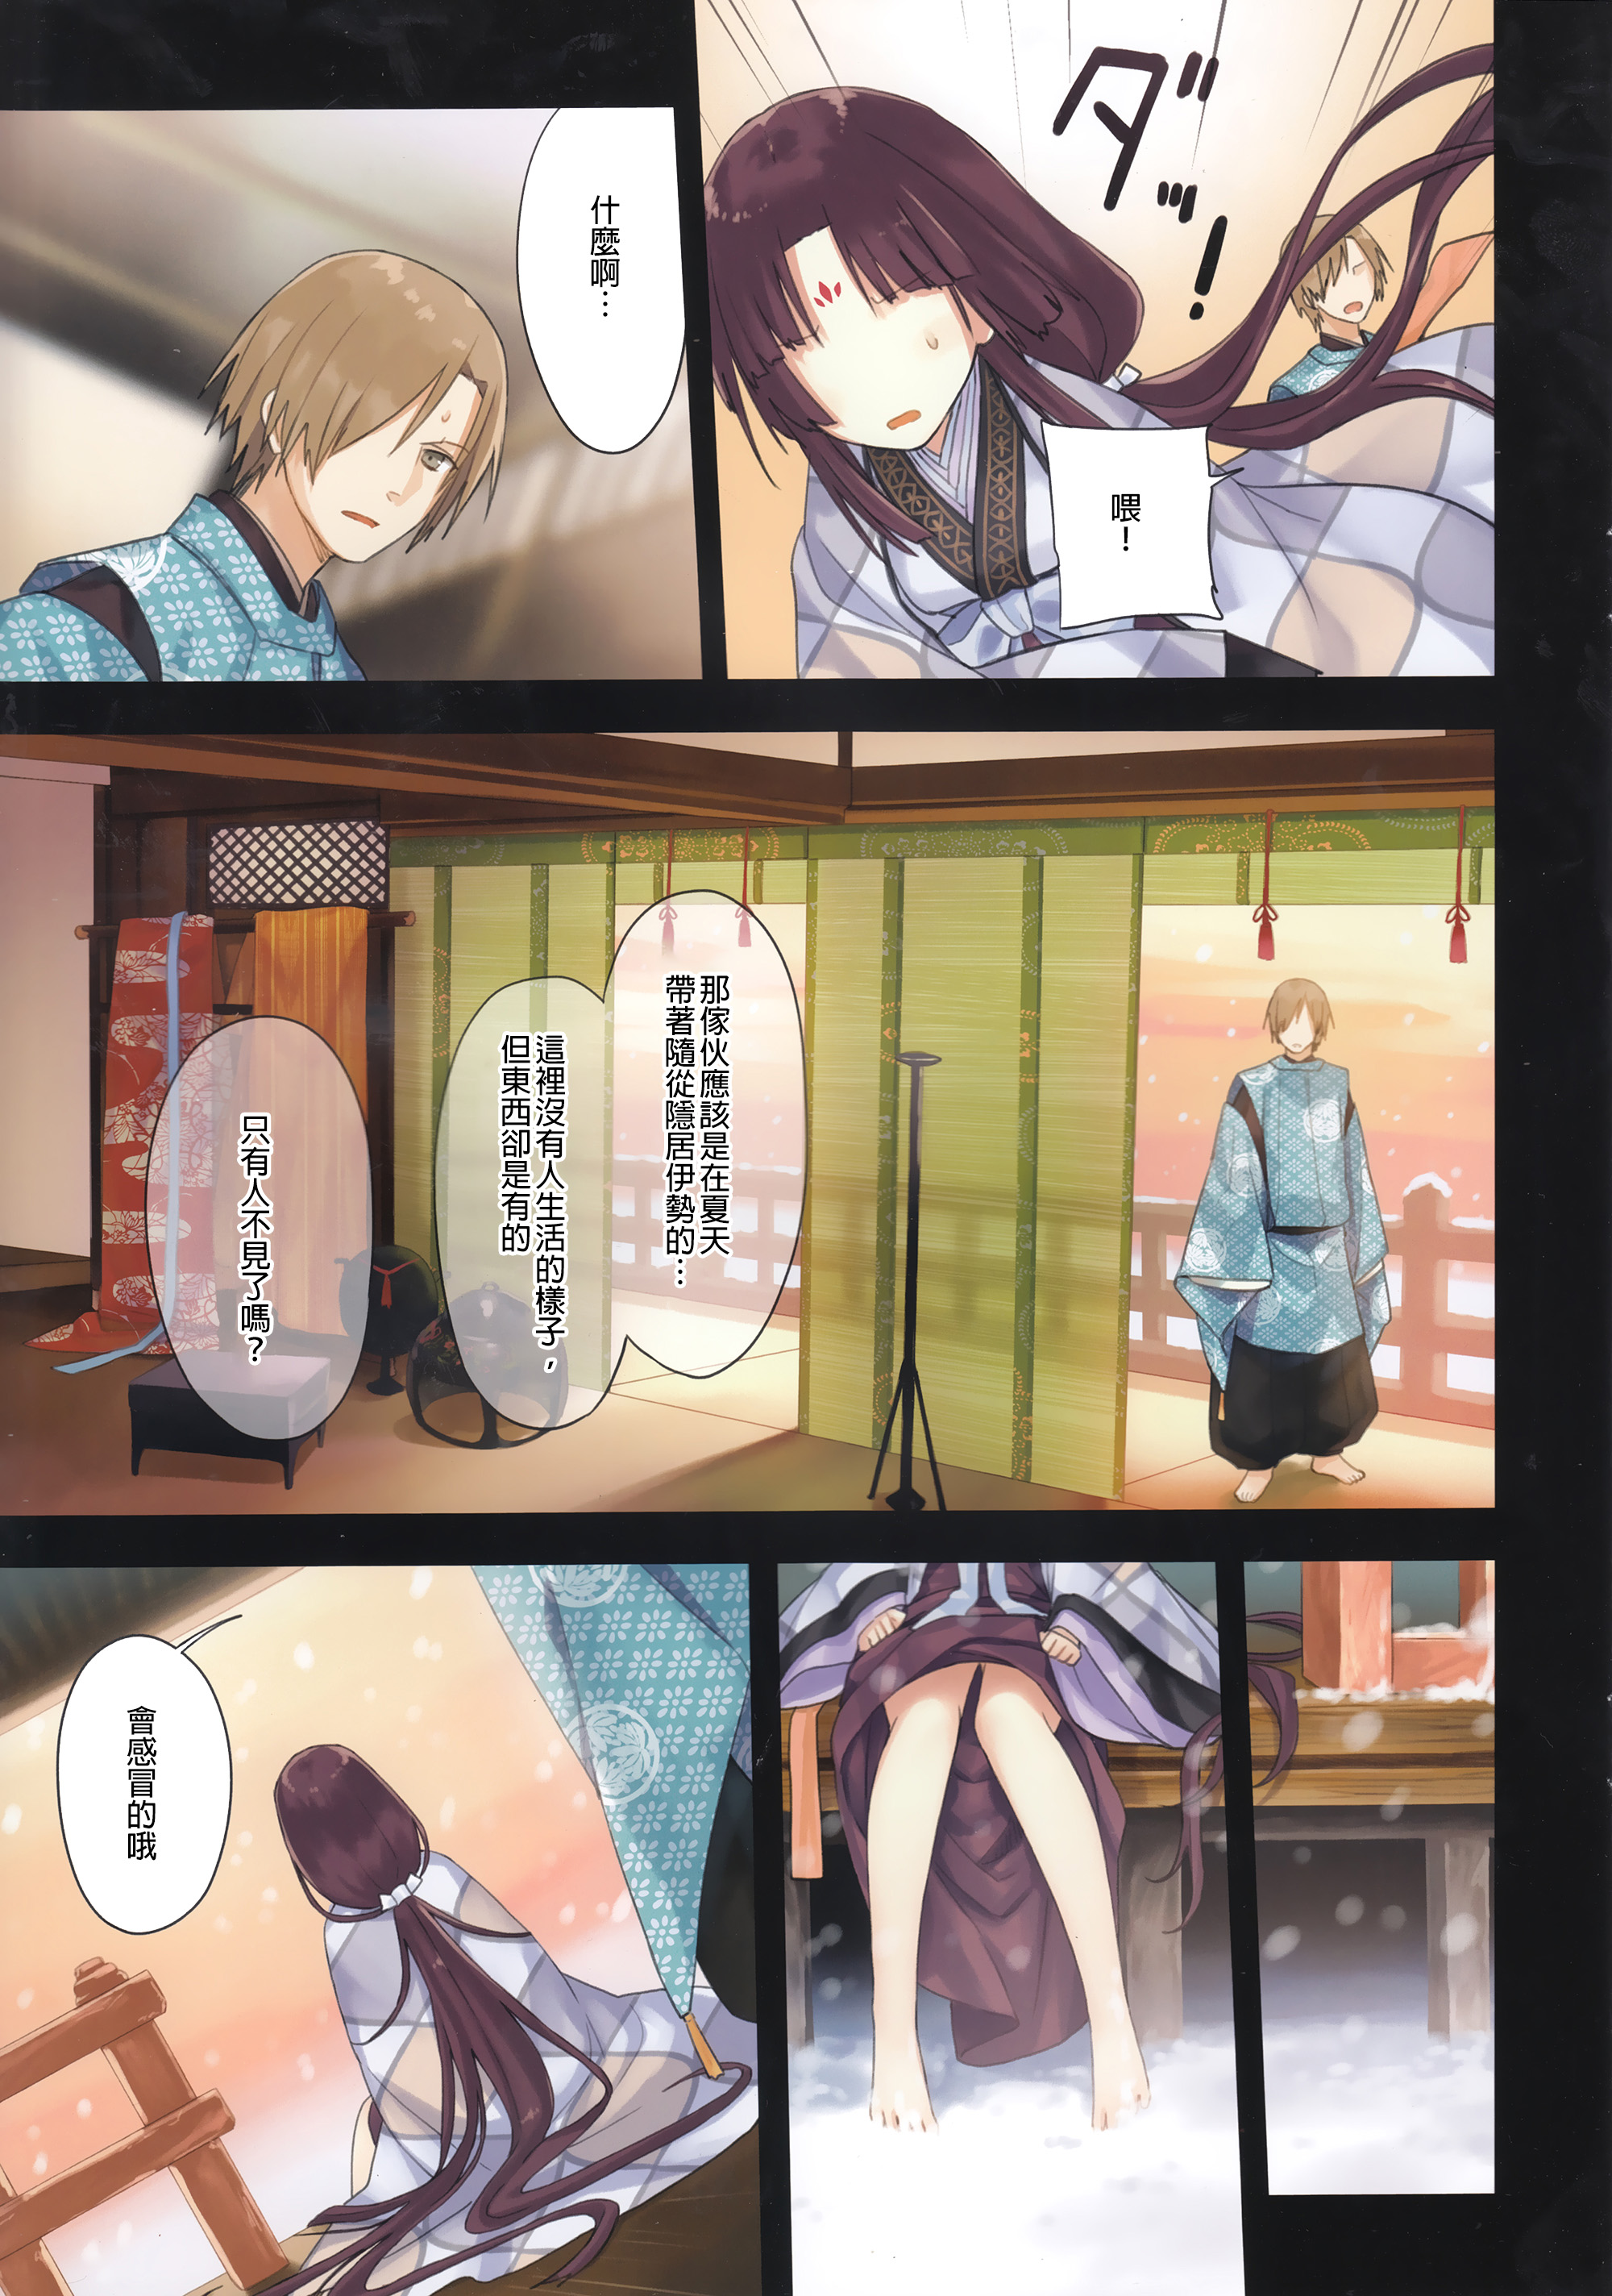 ダッ!
喂！
什麼啊…
那傢伙應該是在夏天
帶著隨從隱居伊勢的…
這裡沒有人生活的樣子，
但東西卻是有的
只有人不見了嗎？
會感冒的哦